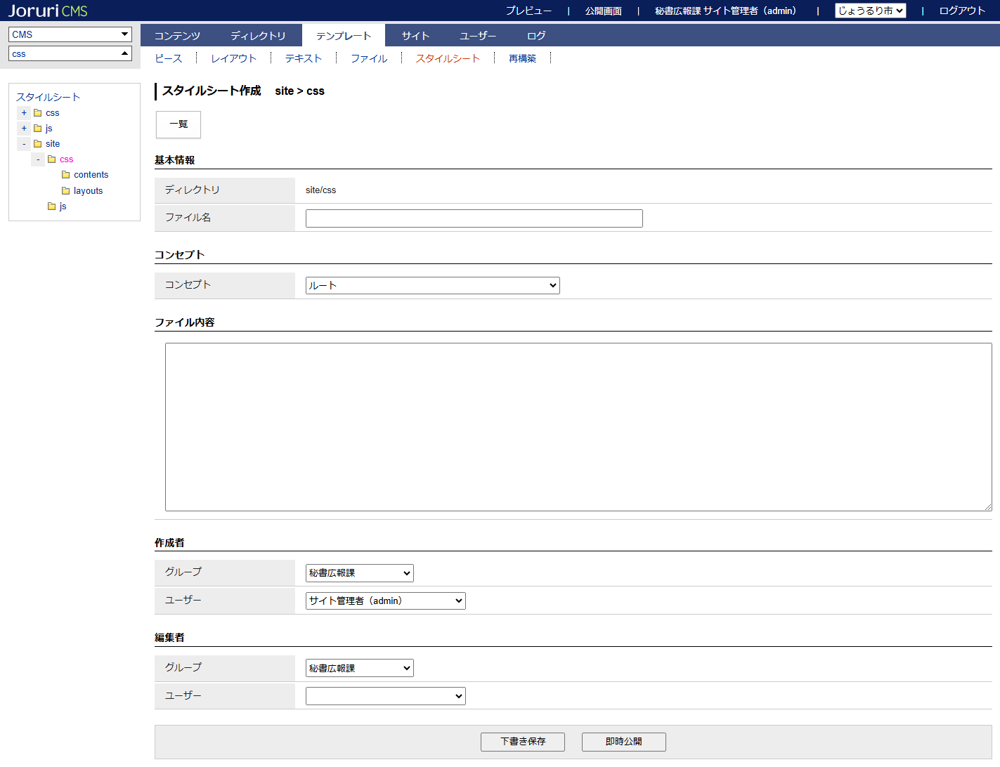 Joruri CMS
プレビュー | 公開画面 | 秘書広報課 サイト管理者（admin） | じょうるり市 | ログアウト
CMS
css
コンテンツ ディレクトリ テンプレート サイト ユーザー ログ
ピース レイアウト テキスト ファイル スタイルシート 再構築
スタイルシート
+ css
+ js
- site
- css
contents
layouts
js
スタイルシート作成 site > css
一覧
基本情報
ディレクトリ site/css
ファイル名
コンセプト
コンセプト ルート
ファイル内容
作成者
グループ 秘書広報課
ユーザー サイト管理者（admin）
編集者
グループ 秘書広報課
ユーザー
下書き保存 即時公開